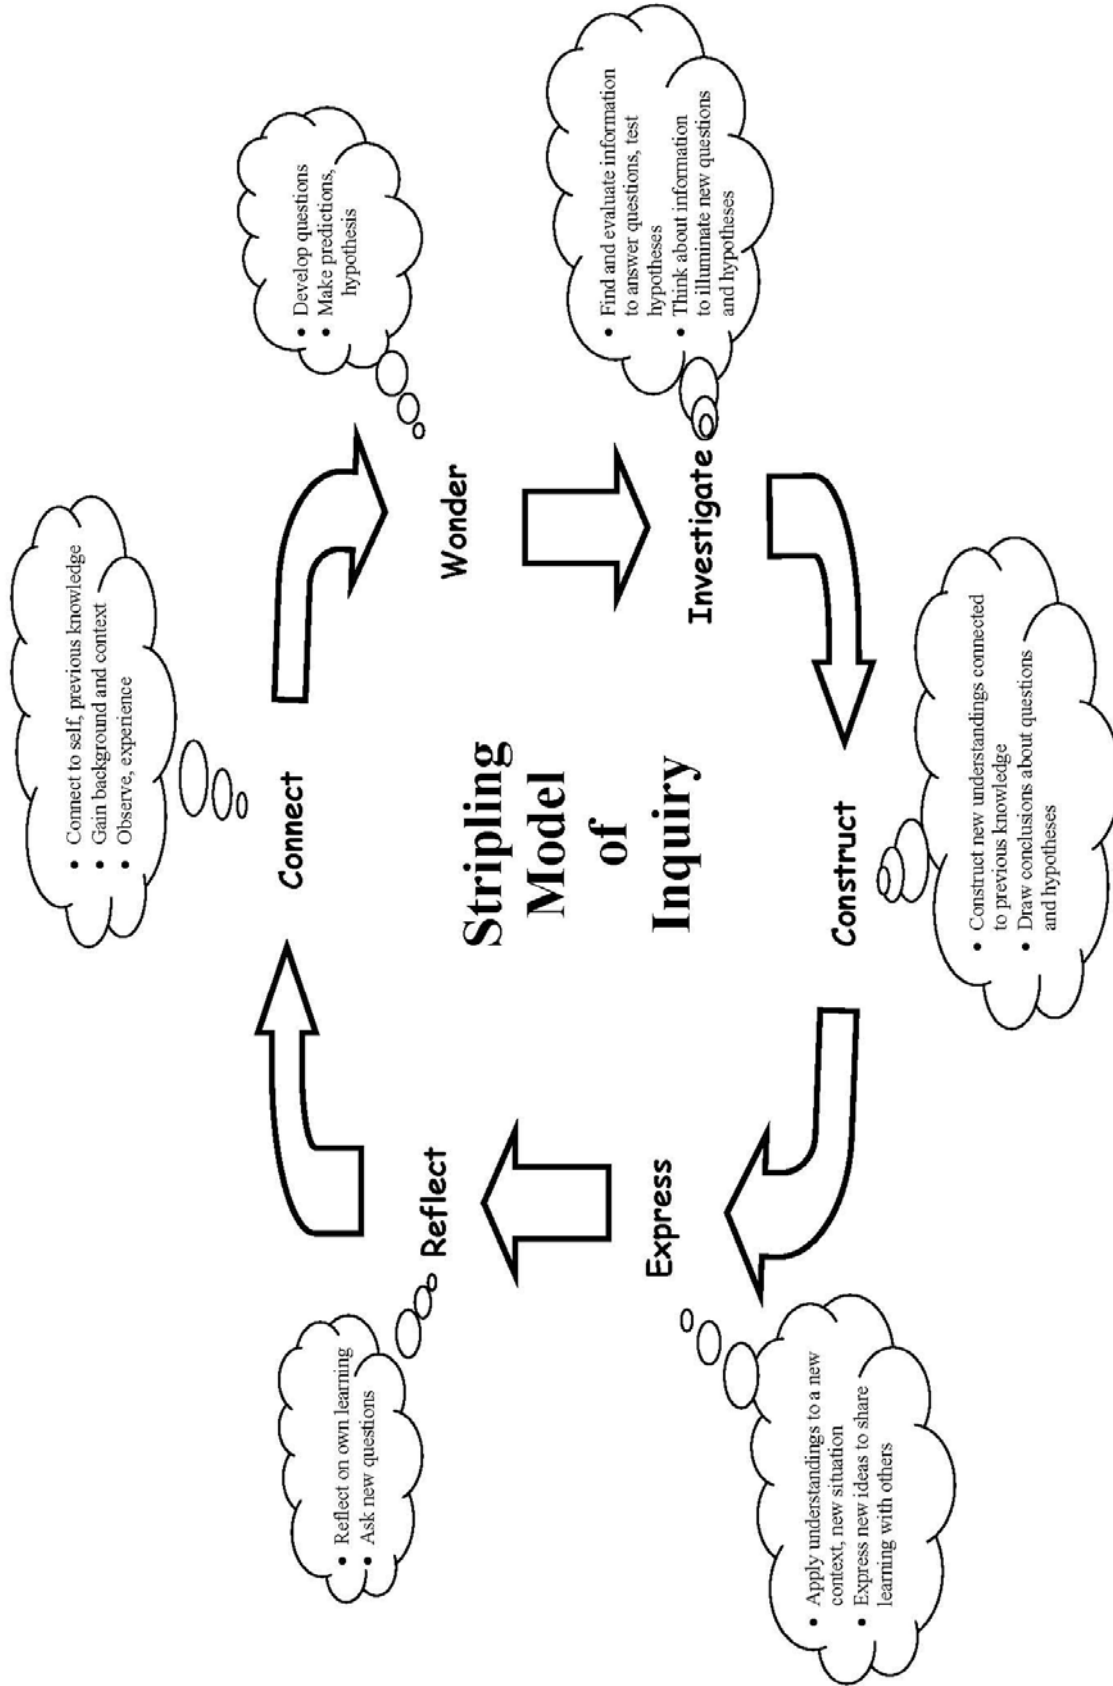 • Connect to self, previous knowledge
• Gain background and context
• Observe, experience
Connect
• Develop questions
• Make predictions,
hypothesis
Wonder
• Find and evaluate information
to answer questions, test
hypotheses
• Think about information
to illuminate new questions
and hypotheses
Investigate
• Construct new understandings connected
to previous knowledge
• Draw conclusions about questions
and hypotheses
Construct
• Apply understandings to a new
context, new situation
• Express new ideas to share
learning with others
Express
• Reflect on own learning
• Ask new questions
Reflect
Stripling
Model
of
Inquiry